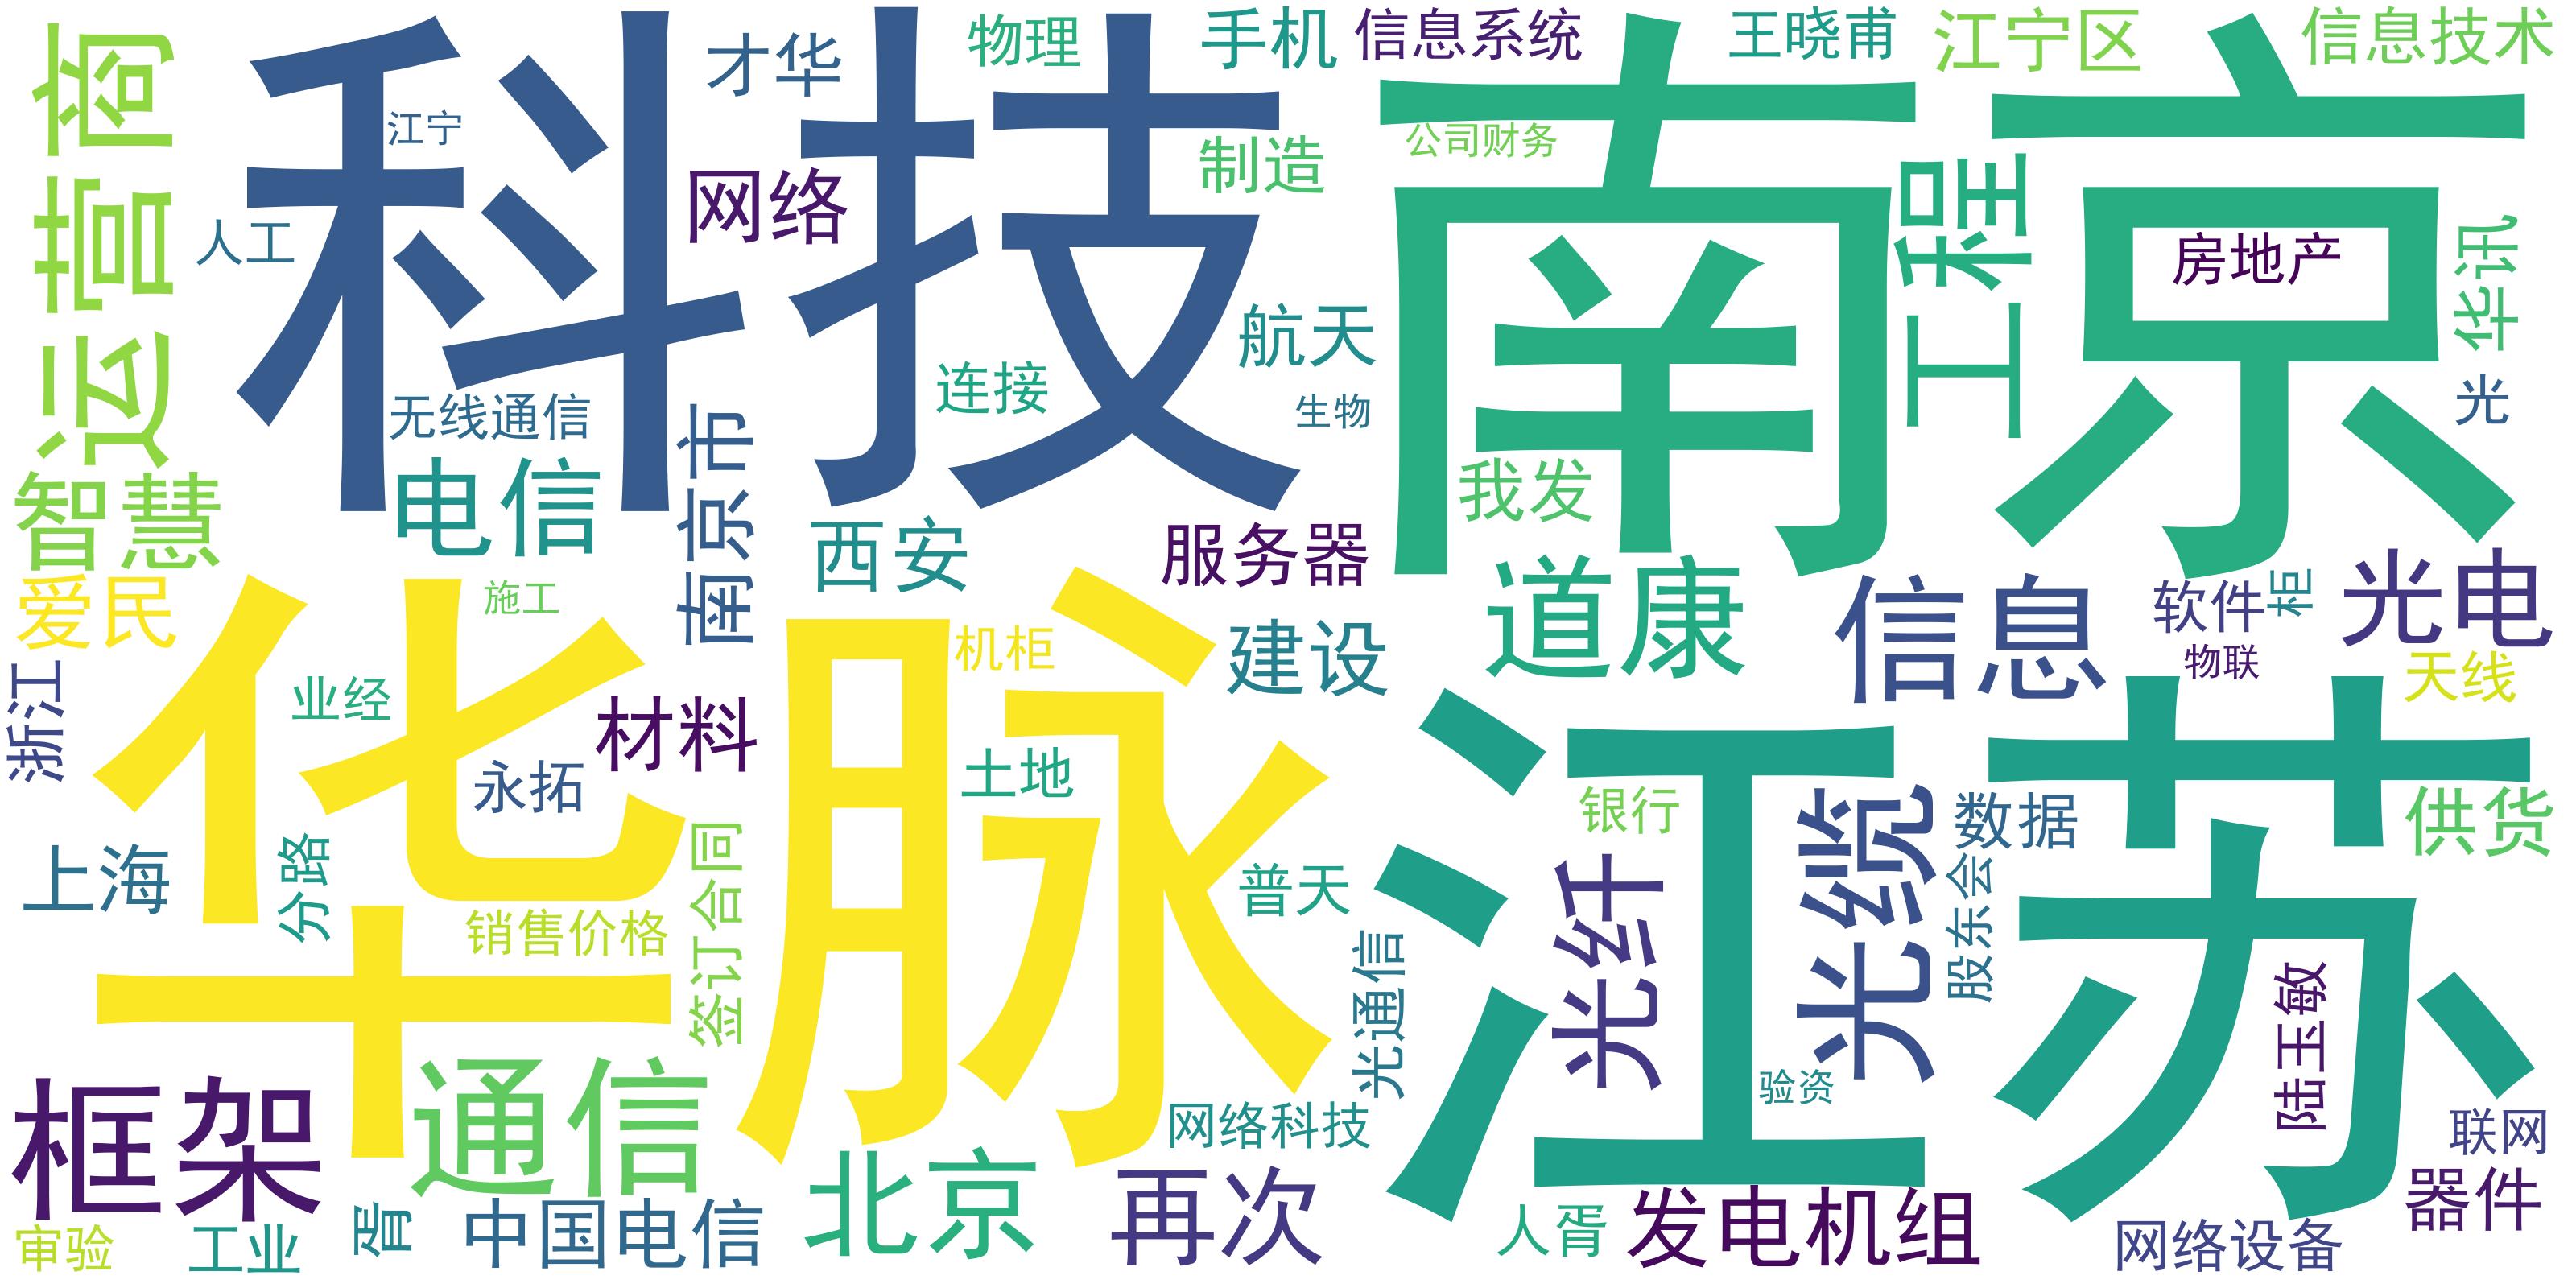 科技
南京
华脉
江苏
运营商
才华
物理
手机
信息系统
王晓甫
江宁区
信息技术
江宁
网络
制造
公司财务
工程
房地产
华讯
人工
航天
连接
生物
光
无线通信
南京市
智慧
电信
西安
服务器
我发
道康
信息
软件
柜
光电
爱民
施工
机柜
建设
物联
天线
浙江
业经
材料
永拓
土地
银行
光缆
数据
供货
上海
分路
销售价格
签订合同
普天
光纤
股东会
光通信
陆玉敏
框架
通信
网络科技
验资
联网
北京
再次
人胥
发电机组
器件
审验
工业
胥
中国电信
网络设备